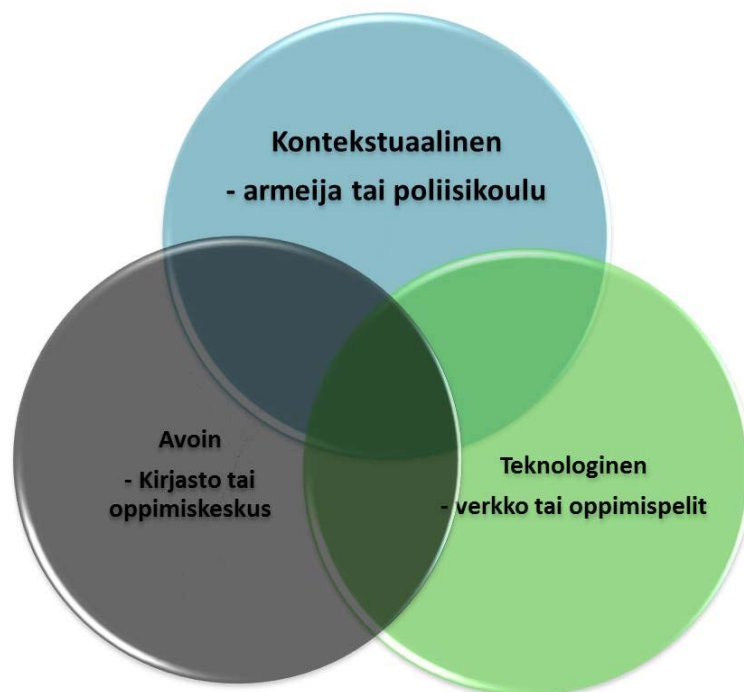 Kontekstuaalinen
- armeija tai poliisikoulu
Avoin
- Kirjasto tai
oppimiskeskus
Teknologinen
- verkko tai oppimispelit